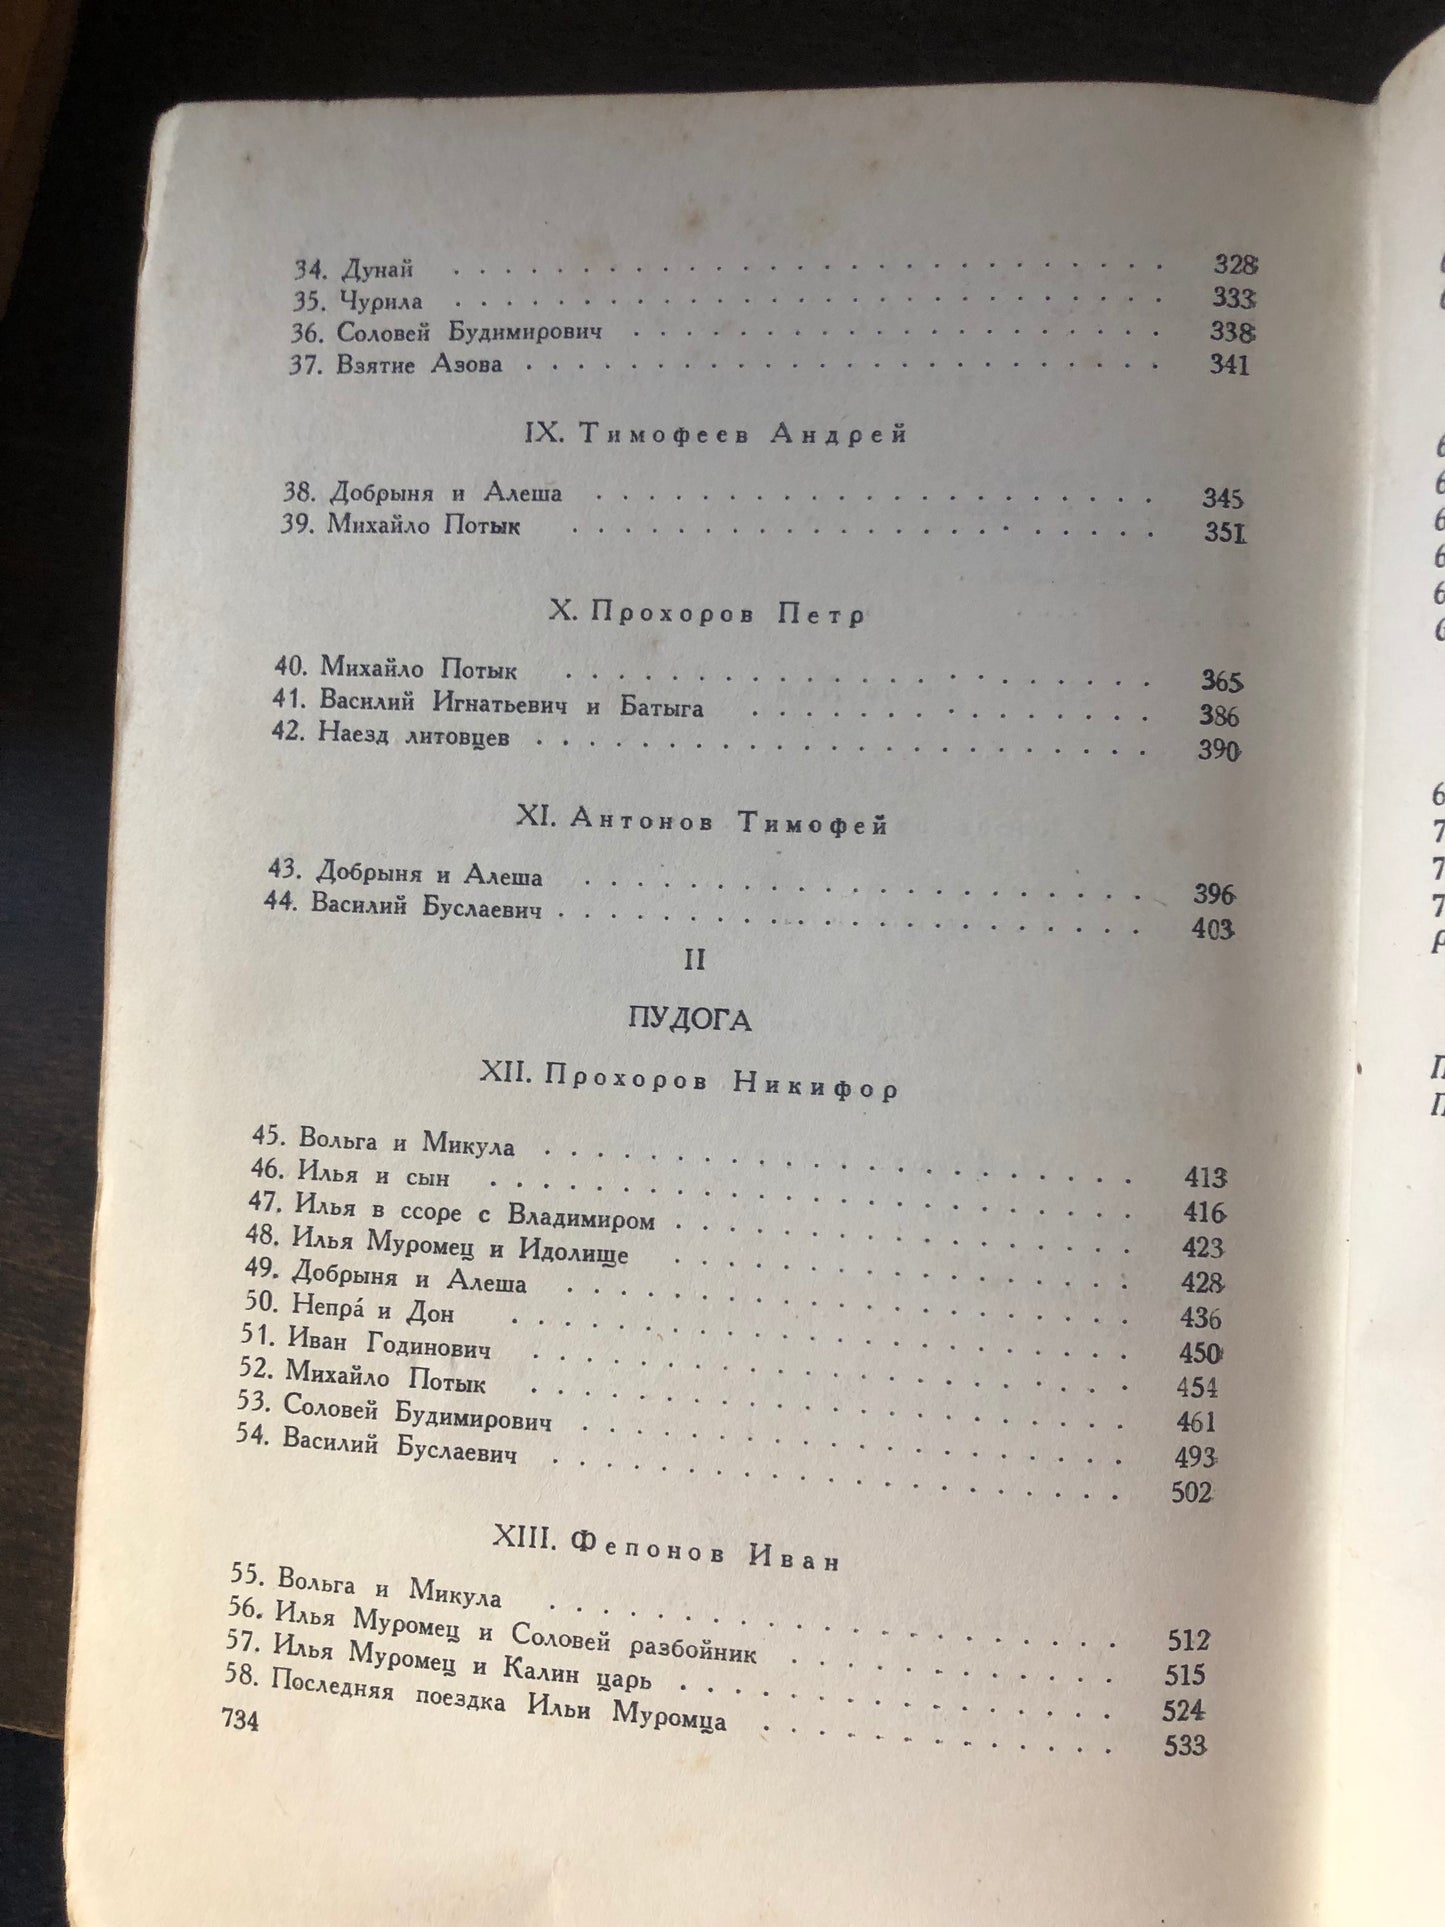 34. Дунай . . . . . . . . . . . . . . . . . . . . . . . . . . . 328
35. Чурила . . . . . . . . . . . . . . . . . . . . . . . . . . . 333
36. Соловей Будимирович . . . . . . . . . . . . . . . . . . . . 338
37. Взятие Азова . . . . . . . . . . . . . . . . . . . . . . . . 341
IX. Тимофеев Андрей
38. Добрыня и Алеша . . . . . . . . . . . . . . . . . . . . . 345
39. Михайло Потык . . . . . . . . . . . . . . . . . . . . . . 351
X. Прохоров Петр
40. Михайло Потык . . . . . . . . . . . . . . . . . . . . . . 365
41. Василий Игнатьевич и Батыга . . . . . . . . . . . . . . . 386
42. Наезд литовцев . . . . . . . . . . . . . . . . . . . . . . . 390
XI. Антонов Тимофей
43. Добрыня и Алеша . . . . . . . . . . . . . . . . . . . . . 396
44. Василий Буслаевич . . . . . . . . . . . . . . . . . . . . . . 403
II
ПУДОГА
XII. Прохоров Никифор
45. Вольга и Микула . . . . . . . . . . . . . . . . . . . . . . 413
46. Илья и сын . . . . . . . . . . . . . . . . . . . . . . . . 416
47. Илья в ссоре с Владимиром . . . . . . . . . . . . . . . . . 423
48. Илья Муромец и Идолище . . . . . . . . . . . . . . . . . 428
49. Добрыня и Алеша . . . . . . . . . . . . . . . . . . . . . 436
50. Непра́ и Дон . . . . . . . . . . . . . . . . . . . . . . . 450
51. Иван Годинович . . . . . . . . . . . . . . . . . . . . . . 454
52. Михайло Потык . . . . . . . . . . . . . . . . . . . . . . 461
53. Соловей Будимирович . . . . . . . . . . . . . . . . . . . . 493
54. Василий Буслаевич . . . . . . . . . . . . . . . . . . . . . 502
XIII. Фепонов Иван
55. Вольга и Микула . . . . . . . . . . . . . . . . . . . . . 512
56. Илья Муромец и Соловей разбойник . . . . . . . . . . . . 515
57. Илья Муромец и Калин царь . . . . . . . . . . . . . . . . 524
58. Последняя поездка Ильи Муромца . . . . . . . . . . . . . 533
734